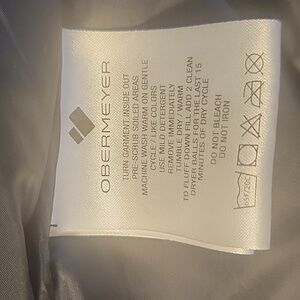 OBERMEYER
TURN GARMENT INSIDE OUT
PRE-SCRUB SOILED AREAS
MACHINE WASH WARM ON GENTLE
CYCLE / LIKE COLORS
USE MILD DETERGENT
REMOVE IMMEDIATELY
TUMBLE DRY / WARM
TO FLUFF DOWN FILL ADD 2 CLEAN
DRYER BALLS FOR THE LAST 15
MINUTES OF DRY CYCLE
DO NOT BLEACH
DO NOT IRON